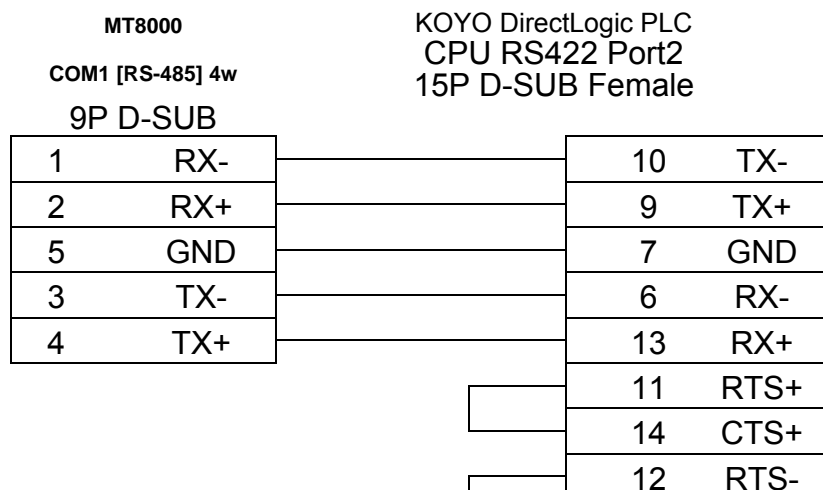 MT8000
COM1 [RS-485] 4w
9P D-SUB
KOYO DirectLogic PLC
CPU RS422 Port2
15P D-SUB Female
1 RX- 10 TX-
2 RX+ 9 TX+
5 GND 7 GND
3 TX- 6 RX-
4 TX+ 13 RX+
11 RTS+
14 CTS+
12 RTS-